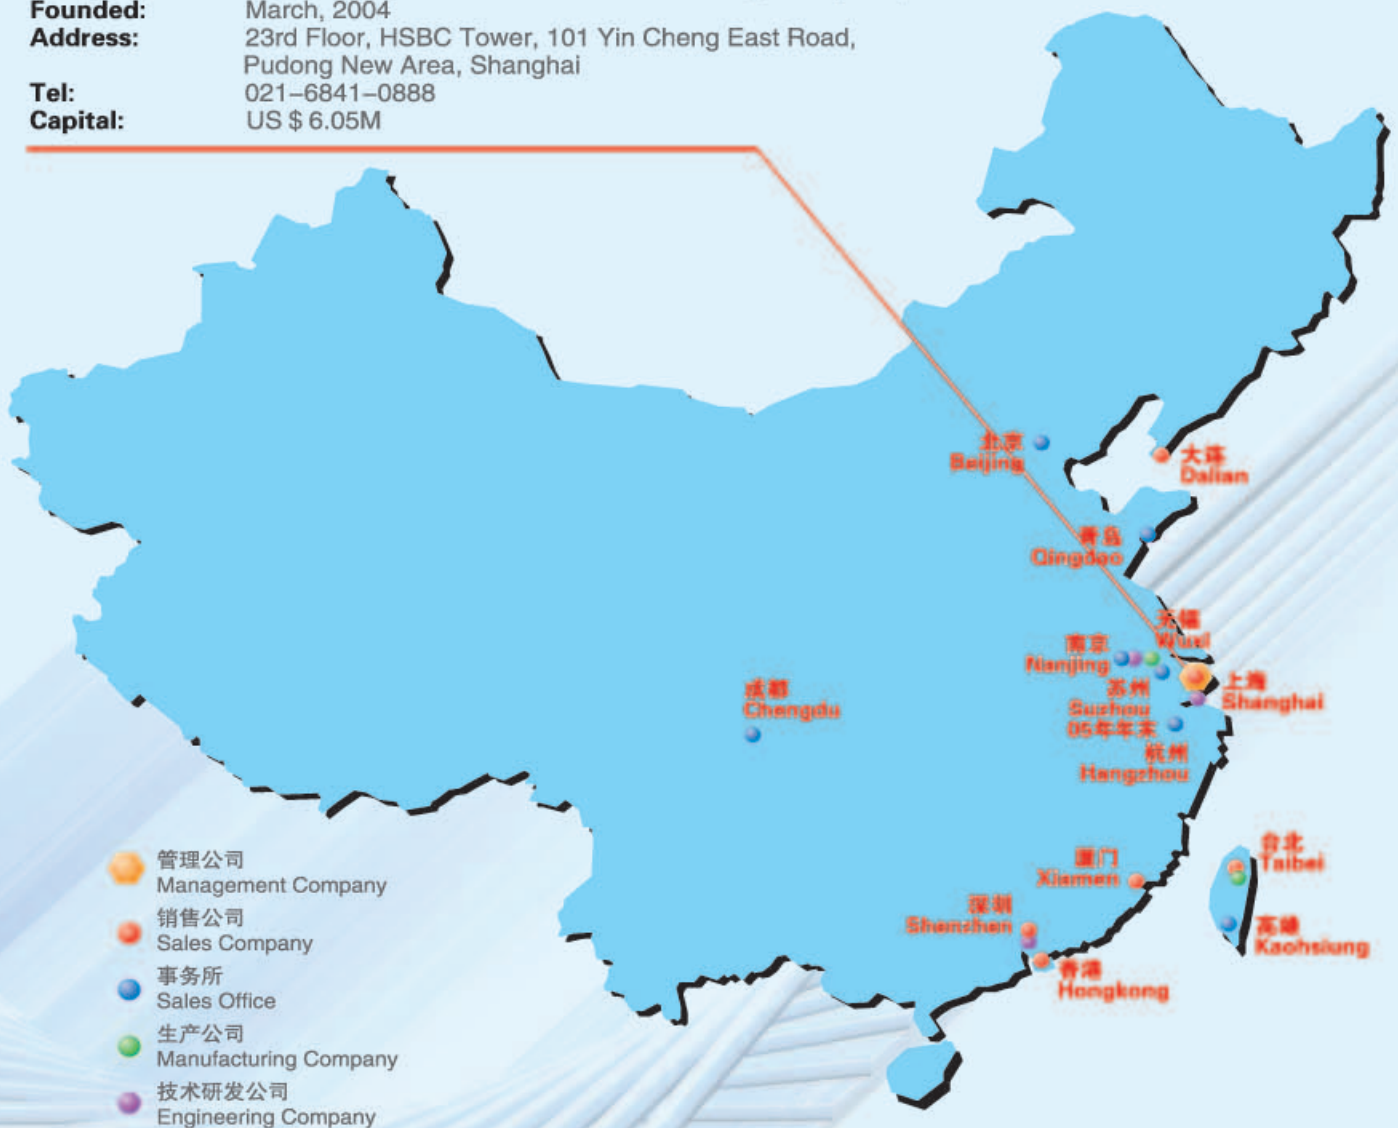 Founded: March, 2004
Address: 23rd Floor, HSBC Tower, 101 Yin Cheng East Road,
Pudong New Area, Shanghai
Tel: 021-6841-0888
Capital: US $ 6.05M
北京
Beijing
大连
Dalian
青岛
Qingdao
无锡
Wuxi
南京
Nanjing
苏州
Suzhou
05年年末
上海
Shanghai
杭州
Hangzhou
成都
Chengdu
台北
Taibei
厦门
Xiamen
深圳
Shenzhen
高雄
Kaohsiung
香港
Hongkong
管理公司
Management Company
销售公司
Sales Company
事务所
Sales Office
生产公司
Manufacturing Company
技术研发公司
Engineering Company